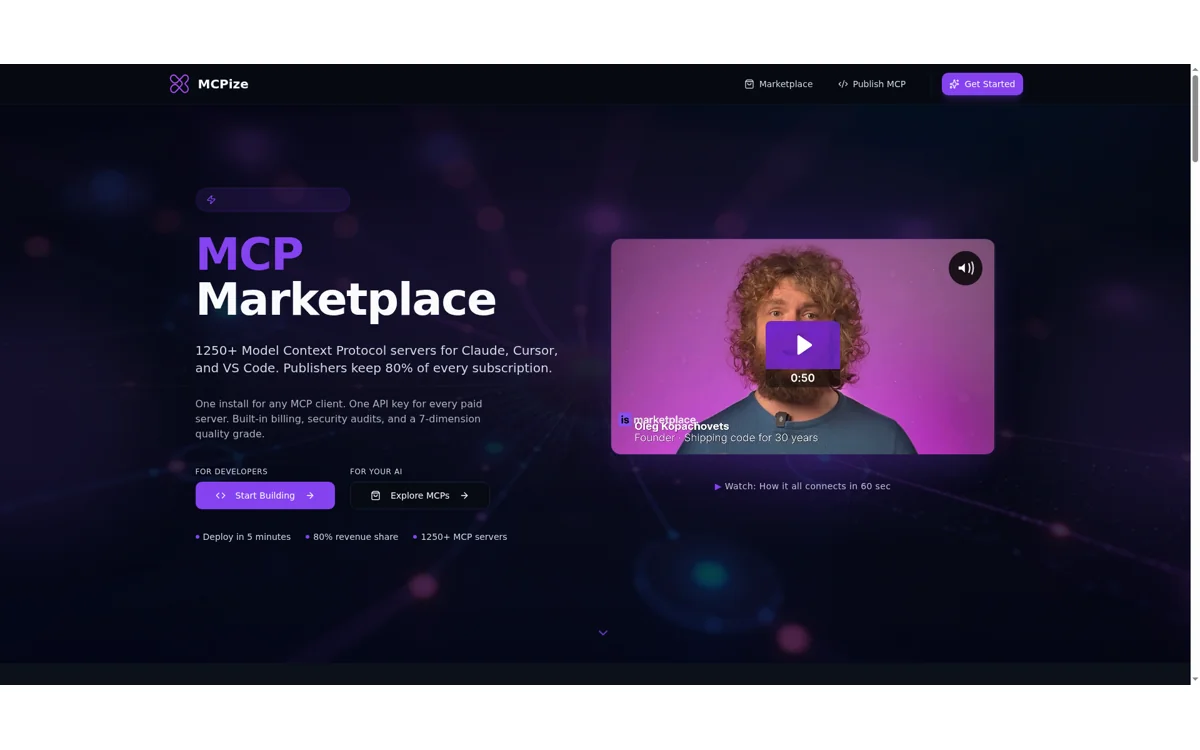 MCPize
Marketplace
Publish MCP
Get Started
MCP
Marketplace
1250+ Model Context Protocol servers for Claude, Cursor,
and VS Code. Publishers keep 80% of every subscription.
One install for any MCP client. One API key for every paid
server. Built-in billing, security audits, and a 7-dimension
quality grade.
FOR DEVELOPERS
Start Building
FOR YOUR AI
Explore MCPs
• Deploy in 5 minutes
• 80% revenue share
• 1250+ MCP servers
0:50
is marketplace
Oleg Kopachovets
Founder · Shipping code for 30 years
▶ Watch: How it all connects in 60 sec